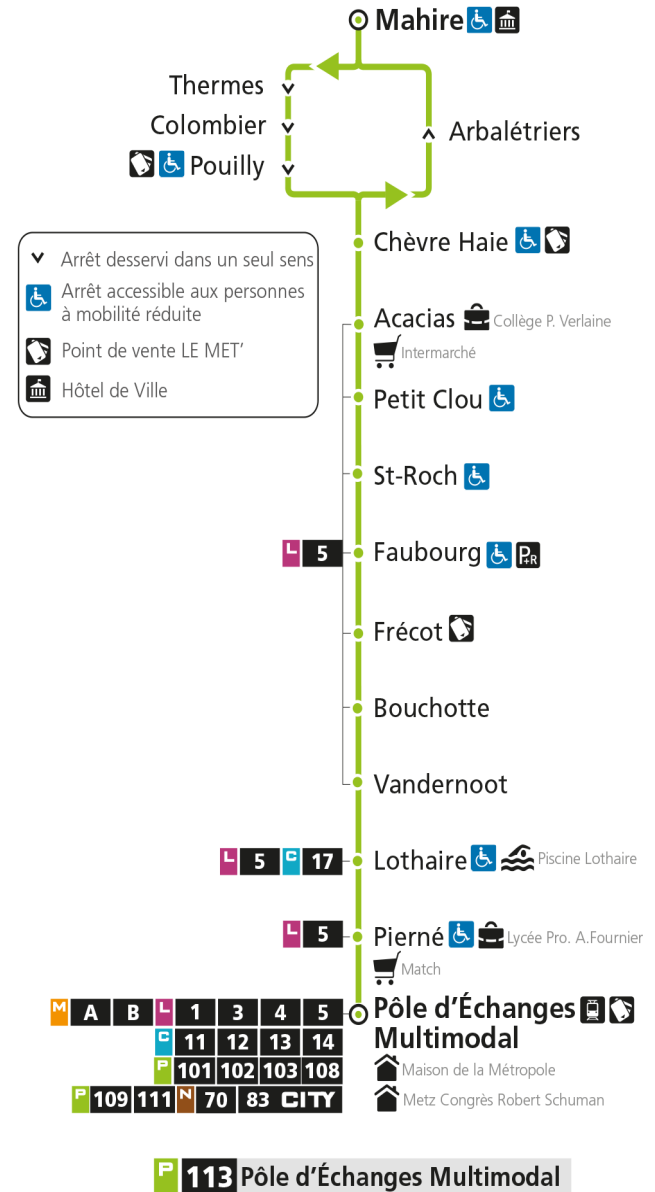 Mahire
Thermes
Colombier
Pouilly
Arbalétriers
Chèvre Haie
Arrêt desservi dans un seul sens
Arrêt accessible aux personnes
à mobilité réduite
Point de vente LE MET’
Hôtel de Ville
Acacias Collège P. Verlaine
Intermarché
Petit Clou
St-Roch
L 5 Faubourg P+R
Frécot
Bouchotte
Vandernoot
L 5 C 17 Lothaire Piscine Lothaire
L 5 Pierné Lycée Pro. A.Fournier
Match
M A B L 1 3 4 5 Pôle d’Échanges
C 11 12 13 14 Multimodal
P 101 102 103 108 Maison de la Métropole
P 109 111 N 70 83 CITY Metz Congrès Robert Schuman
P 113 Pôle d’Échanges Multimodal